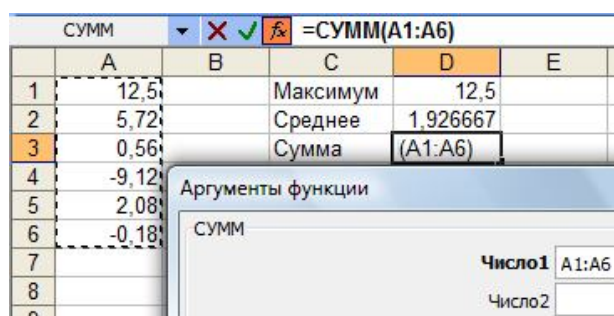 СУММ =СУММ(A1:A6)
A B C D E
1 12,5 Максимум 12,5
2 5,72 Среднее 1,926667
3 0,56 Сумма (A1:A6)
4 -9,12
5 2,08
6 -0,18
7
8
Аргументы функции
СУММ
Число1 A1:A6
Число2